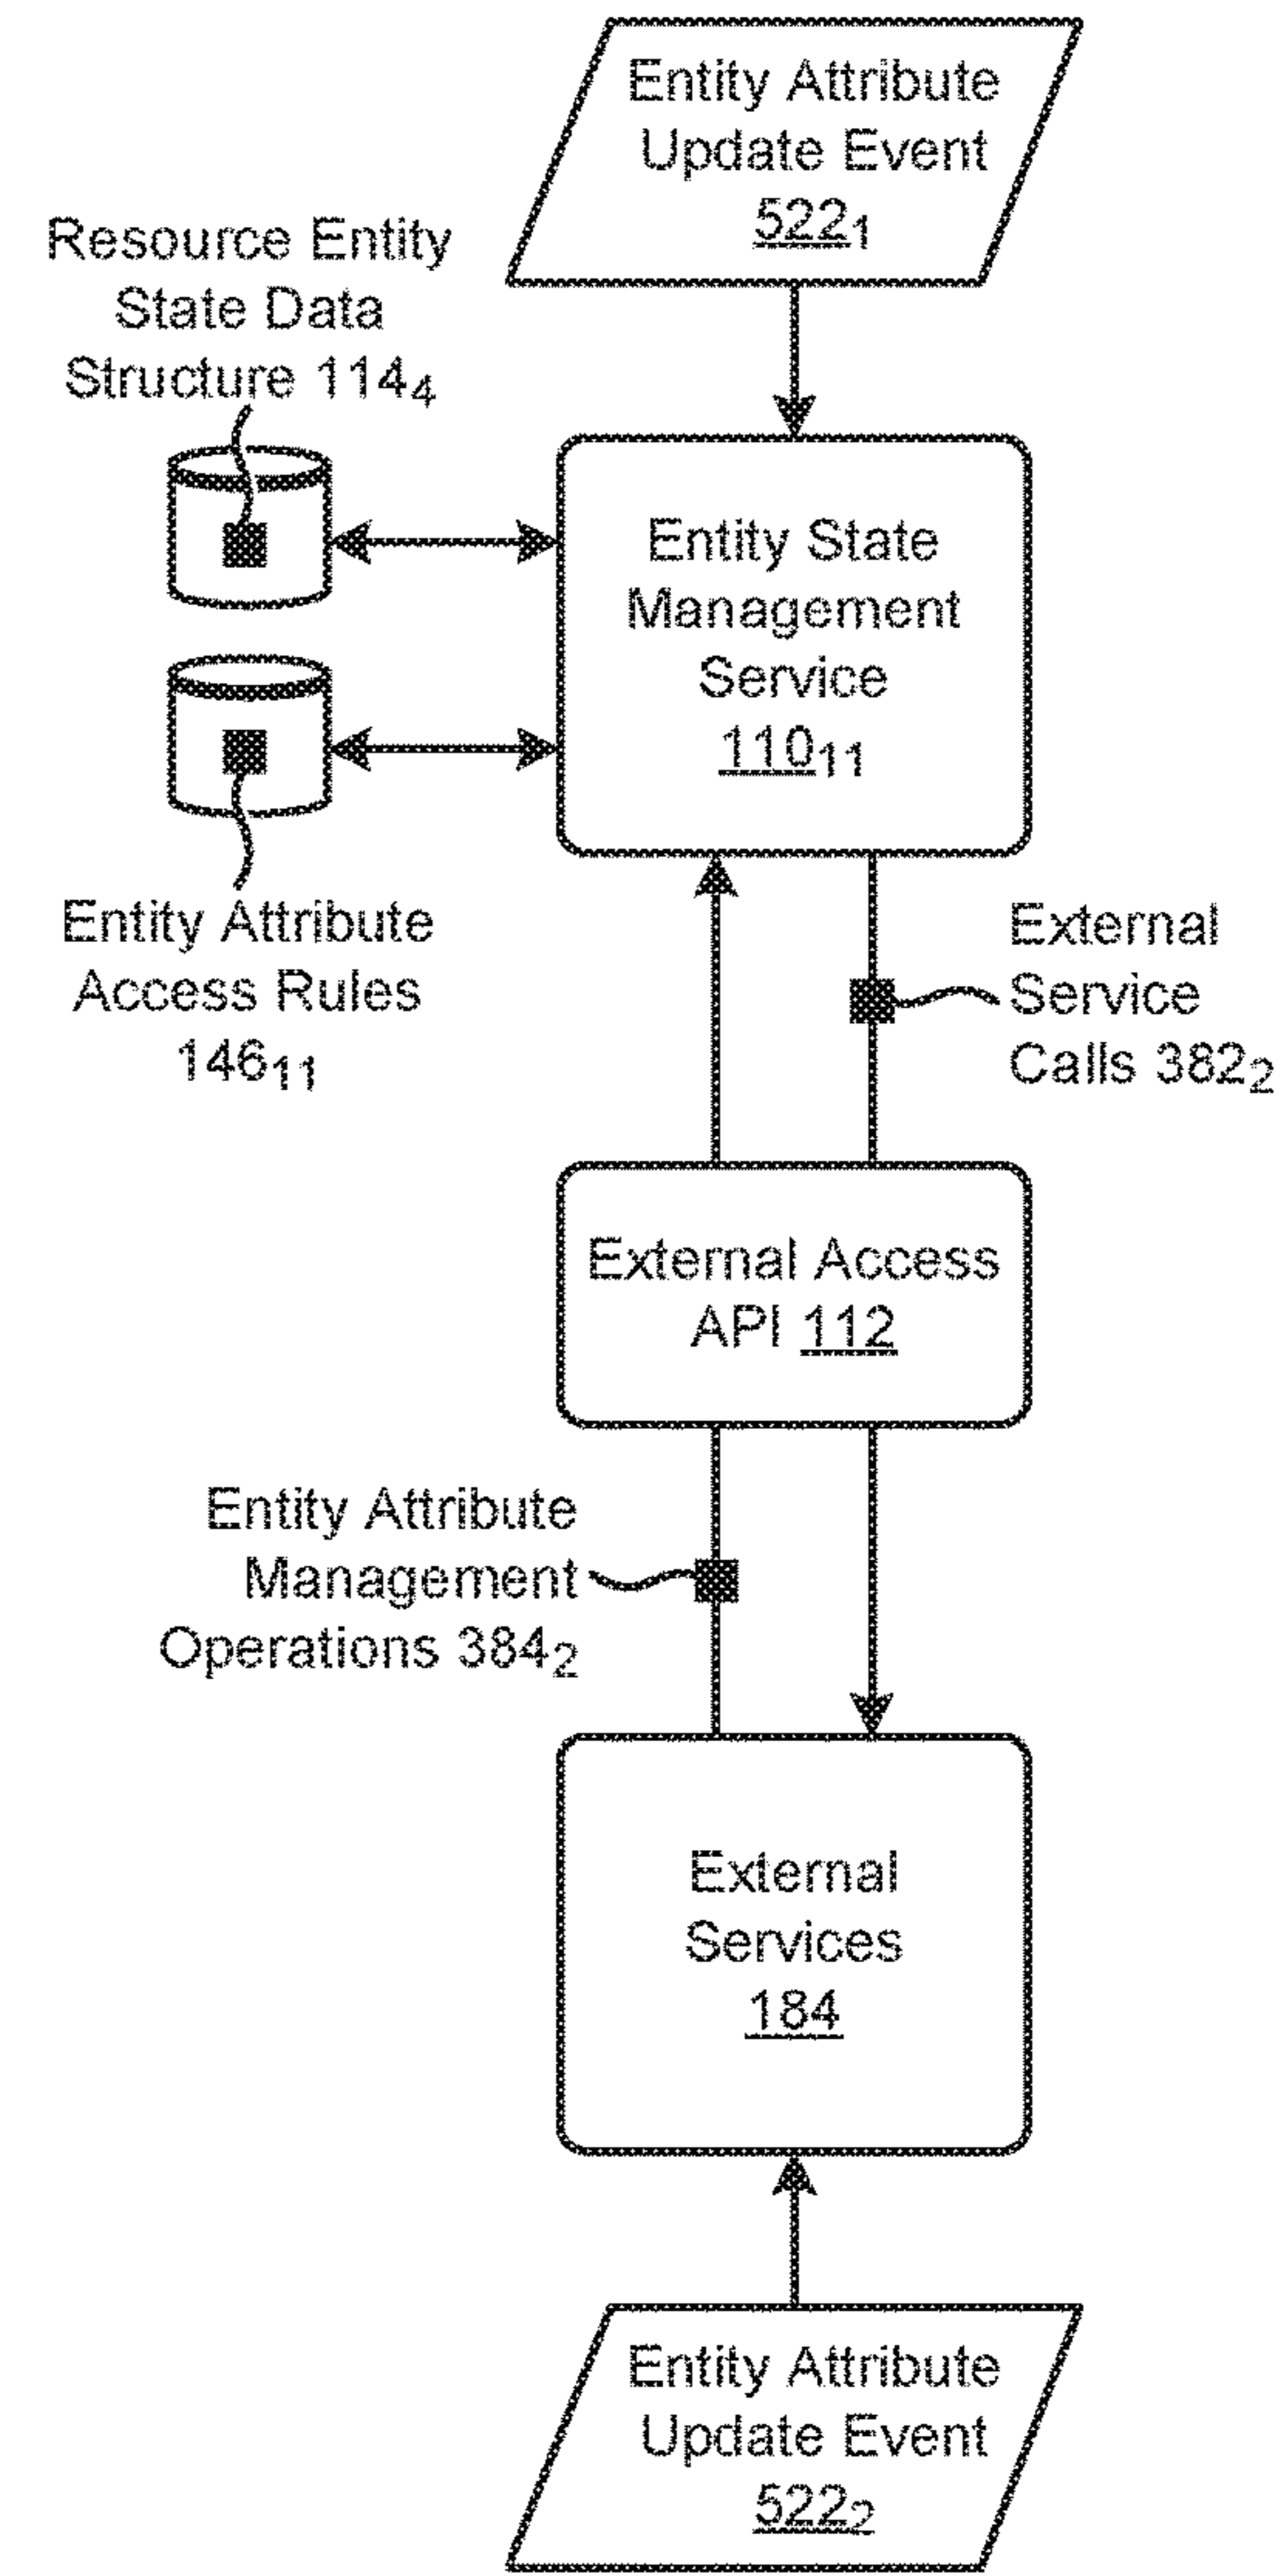 Entity Attribute
Update Event
522₁
Resource Entity
State Data
Structure 114₄
Entity State
Management
Service
110₁₁
Entity Attribute
Access Rules
146₁₁
External
Service
Calls 382₂
External Access
API 112
Entity Attribute
Management
Operations 384₂
External
Services
184
Entity Attribute
Update Event
522₂